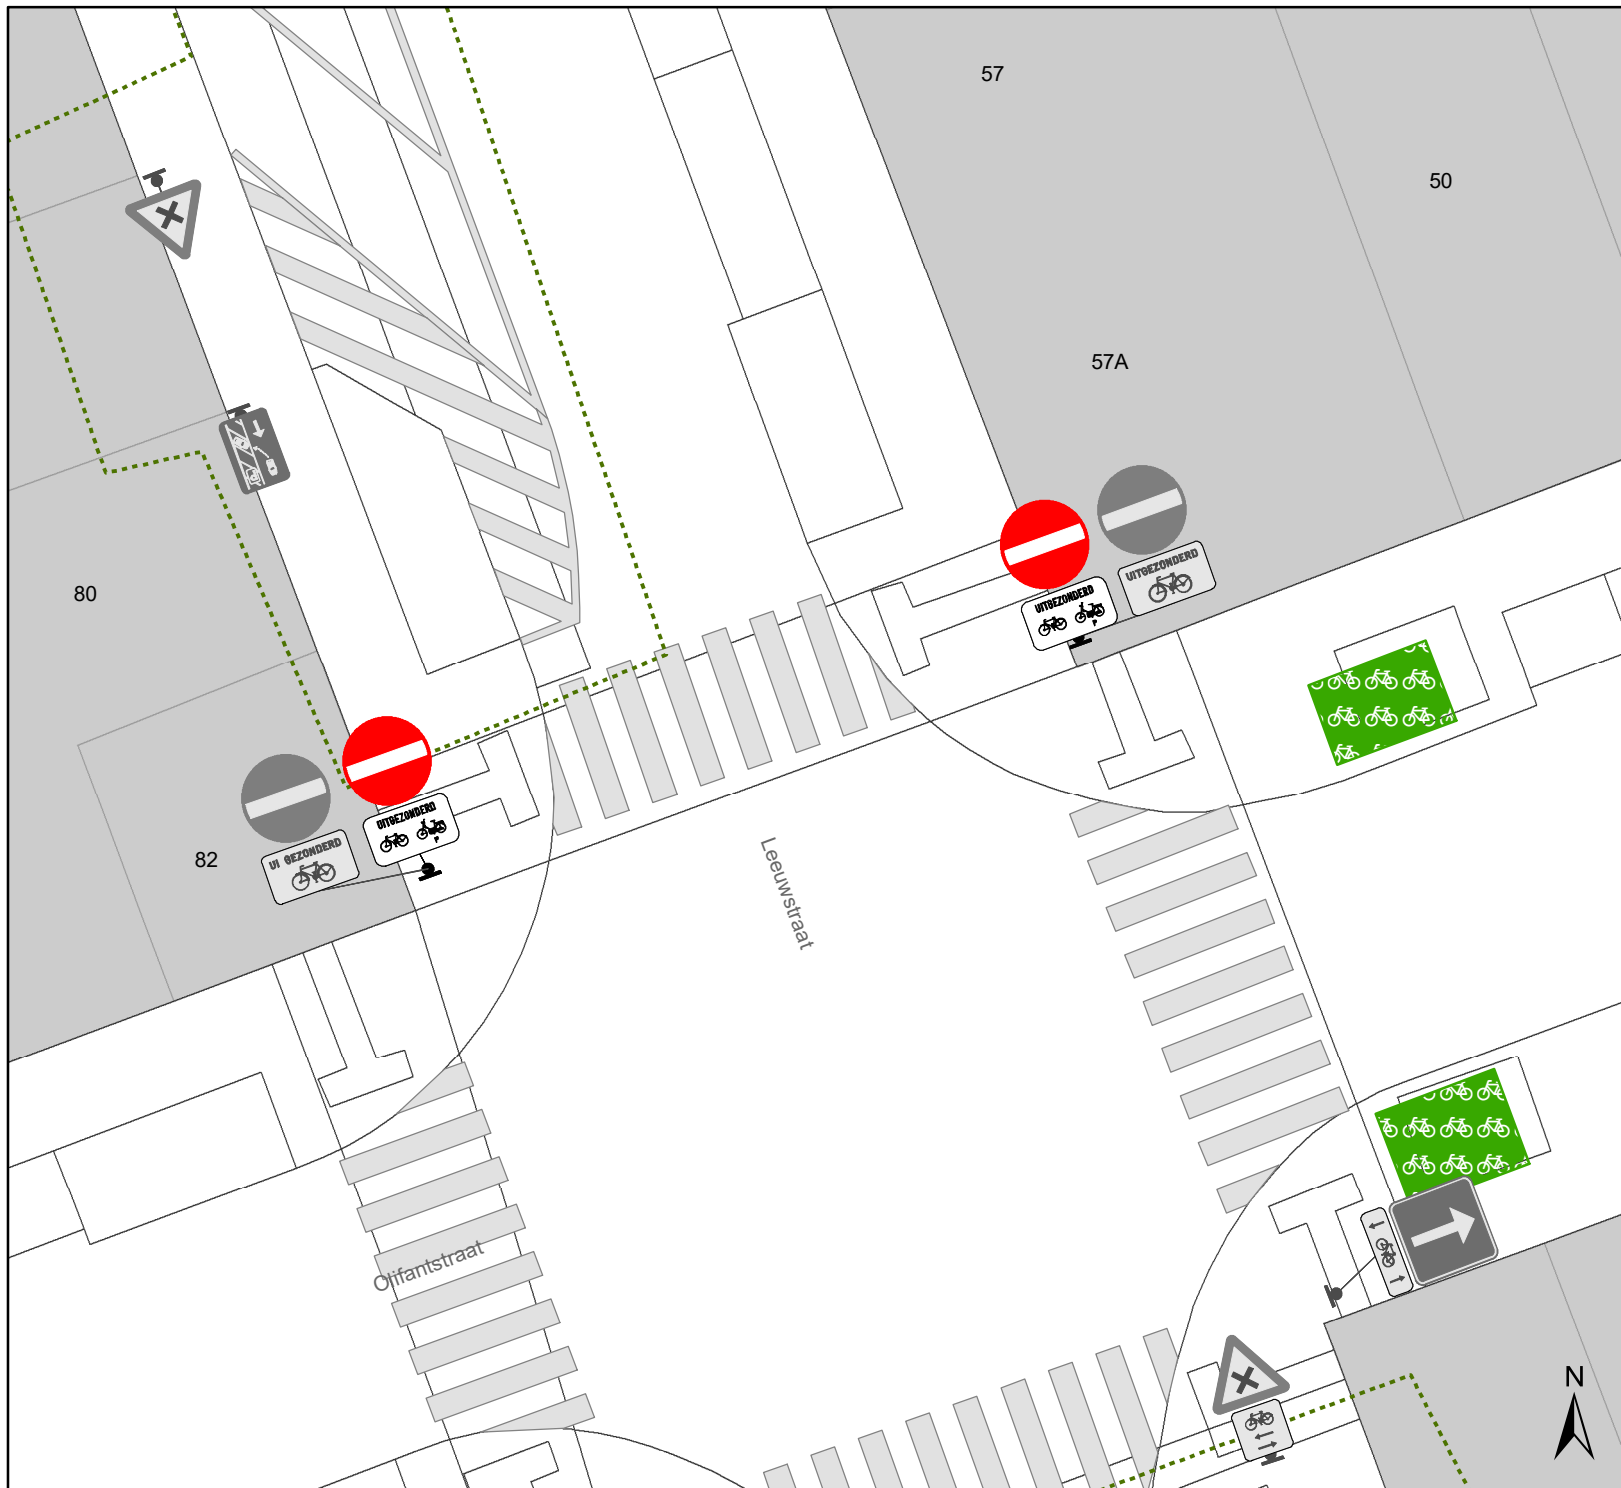 57
50
57A
UITGEZONDERD
UITGEZONDERD
P
80
UITGEZONDERD
P
82
UI GEZONDERD
Leeuwstraat
Olifantstraat
N